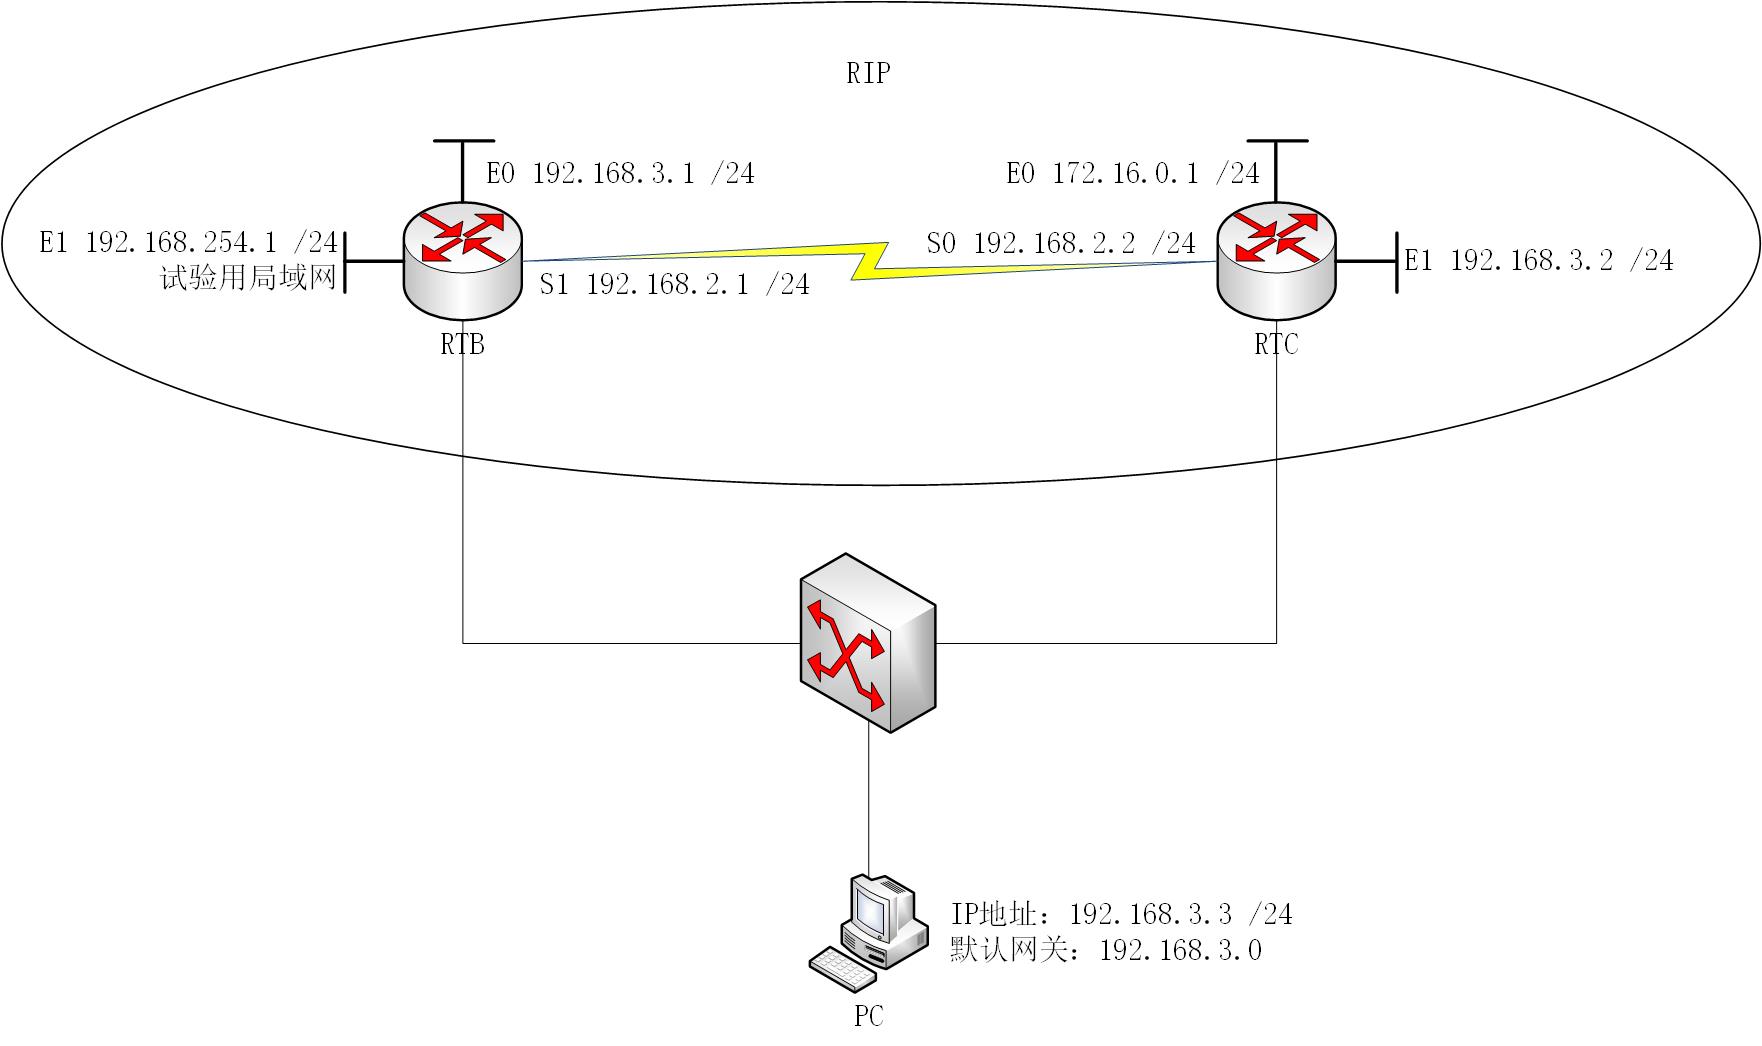 RIP
E0 192.168.3.1 /24
E0 172.16.0.1 /24
E1 192.168.254.1 /24
试验用局域网
S1 192.168.2.1 /24
S0 192.168.2.2 /24
E1 192.168.3.2 /24
RTB
RTC
IP地址：192.168.3.3 /24
默认网关：192.168.3.0
PC